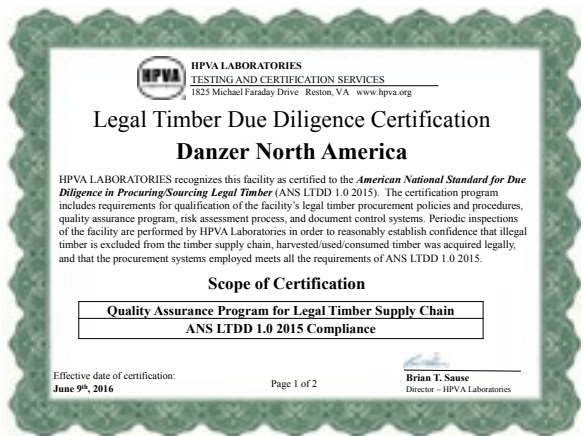 HPVA
HPVA LABORATORIES
TESTING AND CERTIFICATION SERVICES
1825 Michael Faraday Drive Reston, VA www.hpva.org
Legal Timber Due Diligence Certification
Danzer North America
HPVA LABORATORIES recognizes this facility as certified to the American National Standard for Due
Diligence in Procuring/Sourcing Legal Timber (ANS LTDD 1.0 2015). The certification program
includes requirements for qualification of the facility's legal timber procurement policies and procedures,
quality assurance program, risk assessment process, and document control systems. Periodic inspections
of the facility are performed by HPVA Laboratories in order to reasonably establish confidence that illegal
timber is excluded from the timber supply chain, harvested/used/consumed timber was acquired legally,
and that the procurement systems employed meets all the requirements of ANS LTDD 1.0 2015.
Scope of Certification
Quality Assurance Program for Legal Timber Supply Chain
ANS LTDD 1.0 2015 Compliance
Effective date of certification:
June 9th, 2016
Page 1 of 2
Brian T. Sause
Director – HPVA Laboratories